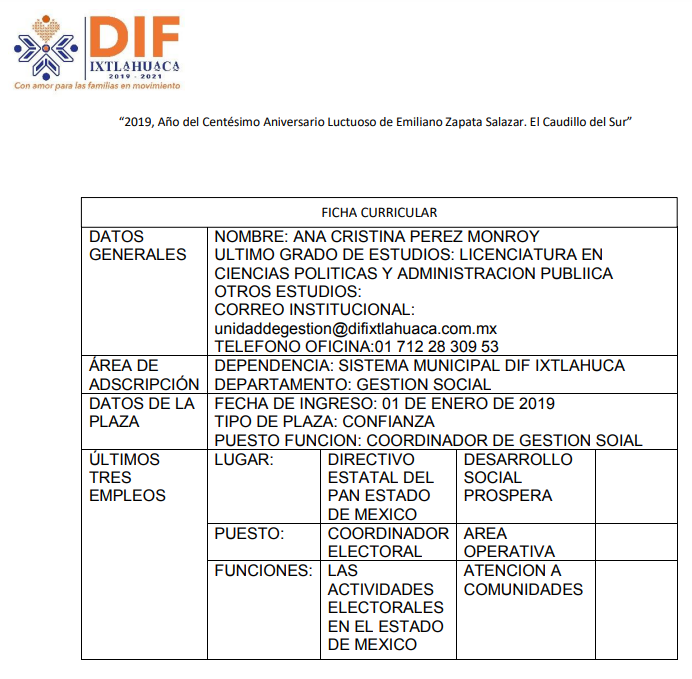 DIF
IXTLAHUACA
2019 - 2021
Con amor para las familias en movimiento
“2019, Año del Centésimo Aniversario Luctuoso de Emiliano Zapata Salazar. El Caudillo del Sur”
FICHA CURRICULAR
DATOS
GENERALES
NOMBRE: ANA CRISTINA PEREZ MONROY
ULTIMO GRADO DE ESTUDIOS: LICENCIATURA EN
CIENCIAS POLITICAS Y ADMINISTRACION PUBLIICA
OTROS ESTUDIOS:
CORREO INSTITUCIONAL:
unidaddegestion@difixtlahuaca.com.mx
TELEFONO OFICINA:01 712 28 309 53
ÁREA DE
ADSCRIPCIÓN
DEPENDENCIA: SISTEMA MUNICIPAL DIF IXTLAHUCA
DEPARTAMENTO: GESTION SOCIAL
DATOS DE LA
PLAZA
FECHA DE INGRESO: 01 DE ENERO DE 2019
TIPO DE PLAZA: CONFIANZA
PUESTO FUNCION: COORDINADOR DE GESTION SOIAL
ÚLTIMOS
TRES
EMPLEOS
LUGAR:
DIRECTIVO
ESTATAL DEL
PAN ESTADO
DE MEXICO
DESARROLLO
SOCIAL
PROSPERA
PUESTO:
COORDINADOR
ELECTORAL
AREA
OPERATIVA
FUNCIONES:
LAS
ACTIVIDADES
ELECTORALES
EN EL ESTADO
DE MEXICO
ATENCION A
COMUNIDADES